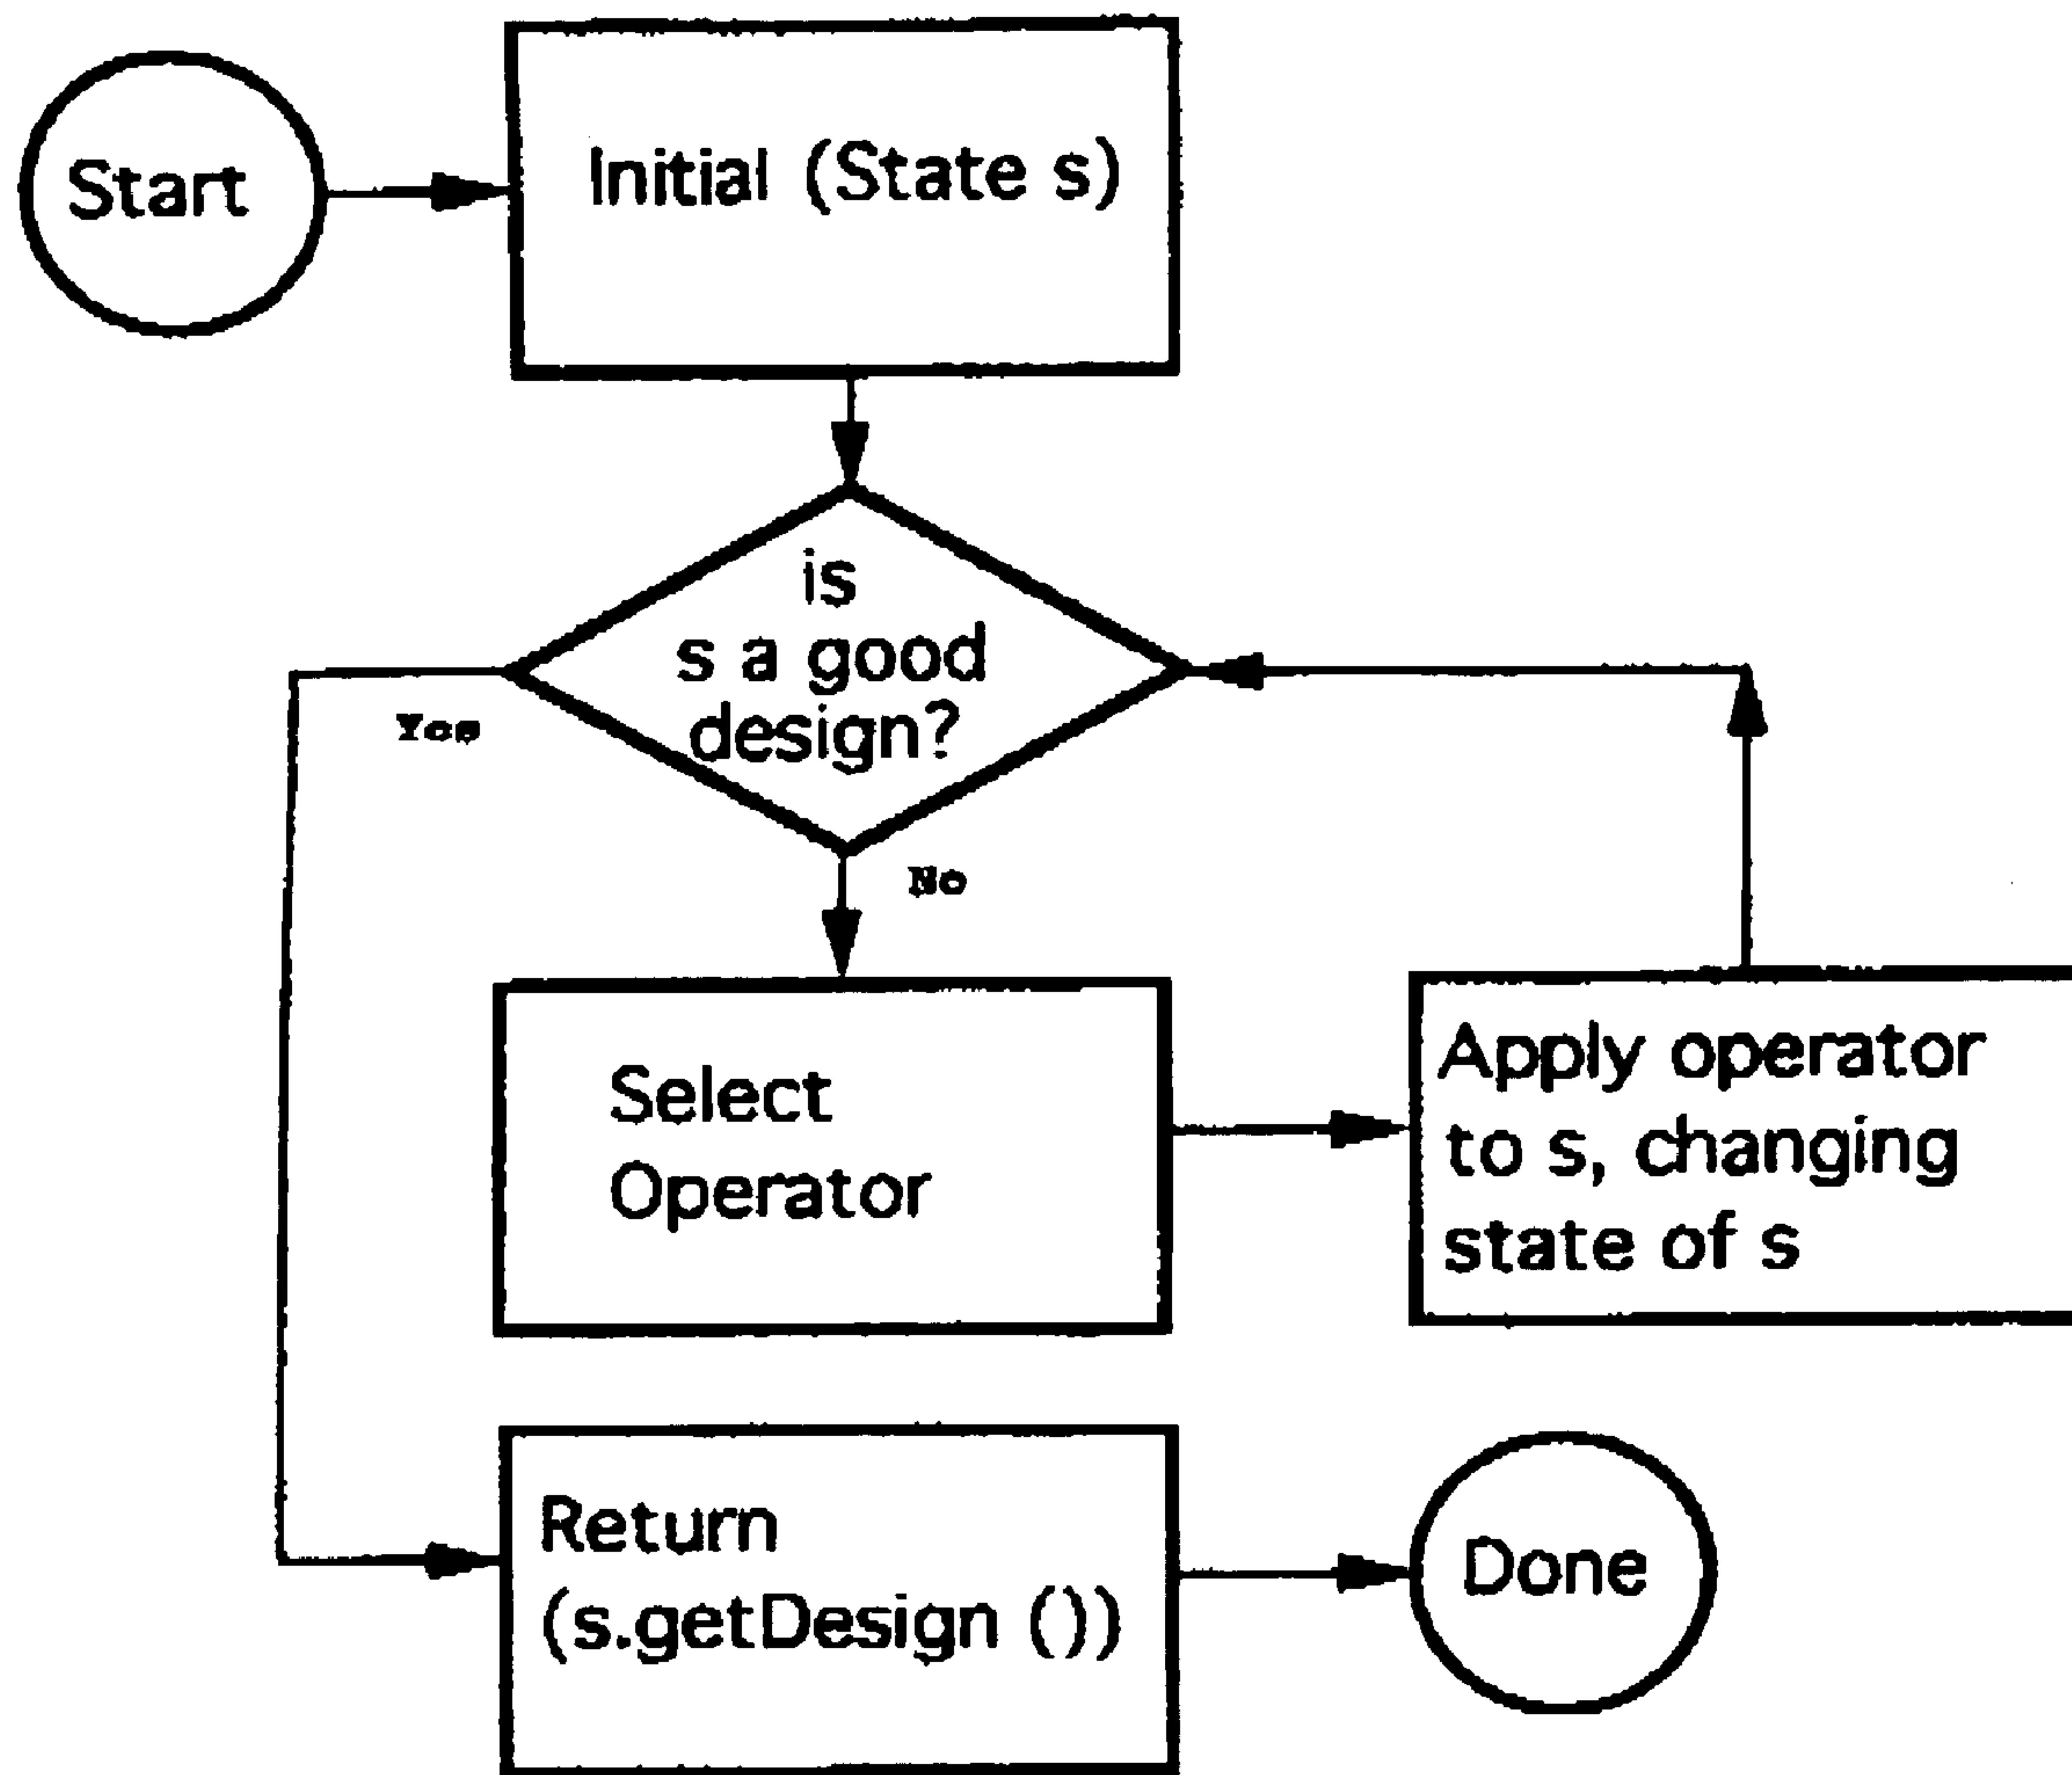 Start
Initial (State s)
is
s a good
design?
Yes
No
Select
Operator
Apply operator
to s, changing
state of s
Return
(s.getDesign ())
Done